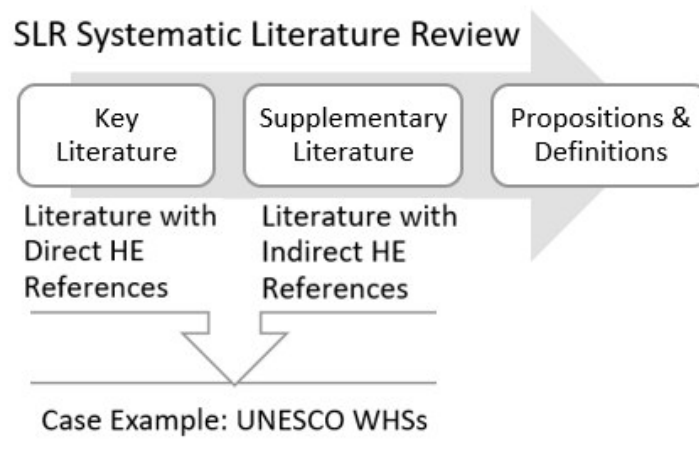 SLR Systematic Literature Review
Key
Literature
Supplementary
Literature
Propositions &
Definitions
Literature with
Direct HE
References
Literature with
Indirect HE
References
Case Example: UNESCO WHSs